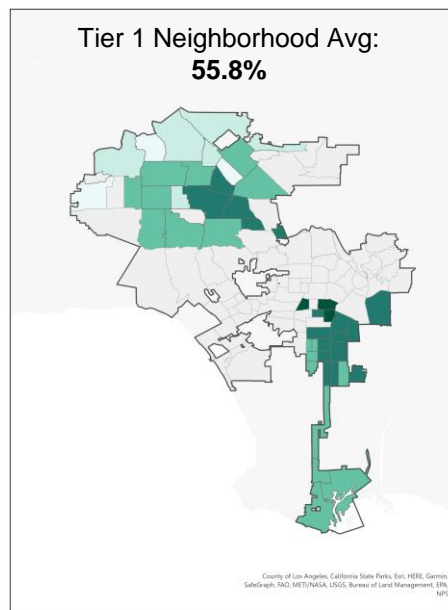 Tier 1 Neighborhood Avg:
55.8%
County of Los Angeles, California State Parks, Esri, HERE, Garmin,
SafeGraph, FAO, METI/NASA, USGS, Bureau of Land Management, EPA,
NPS